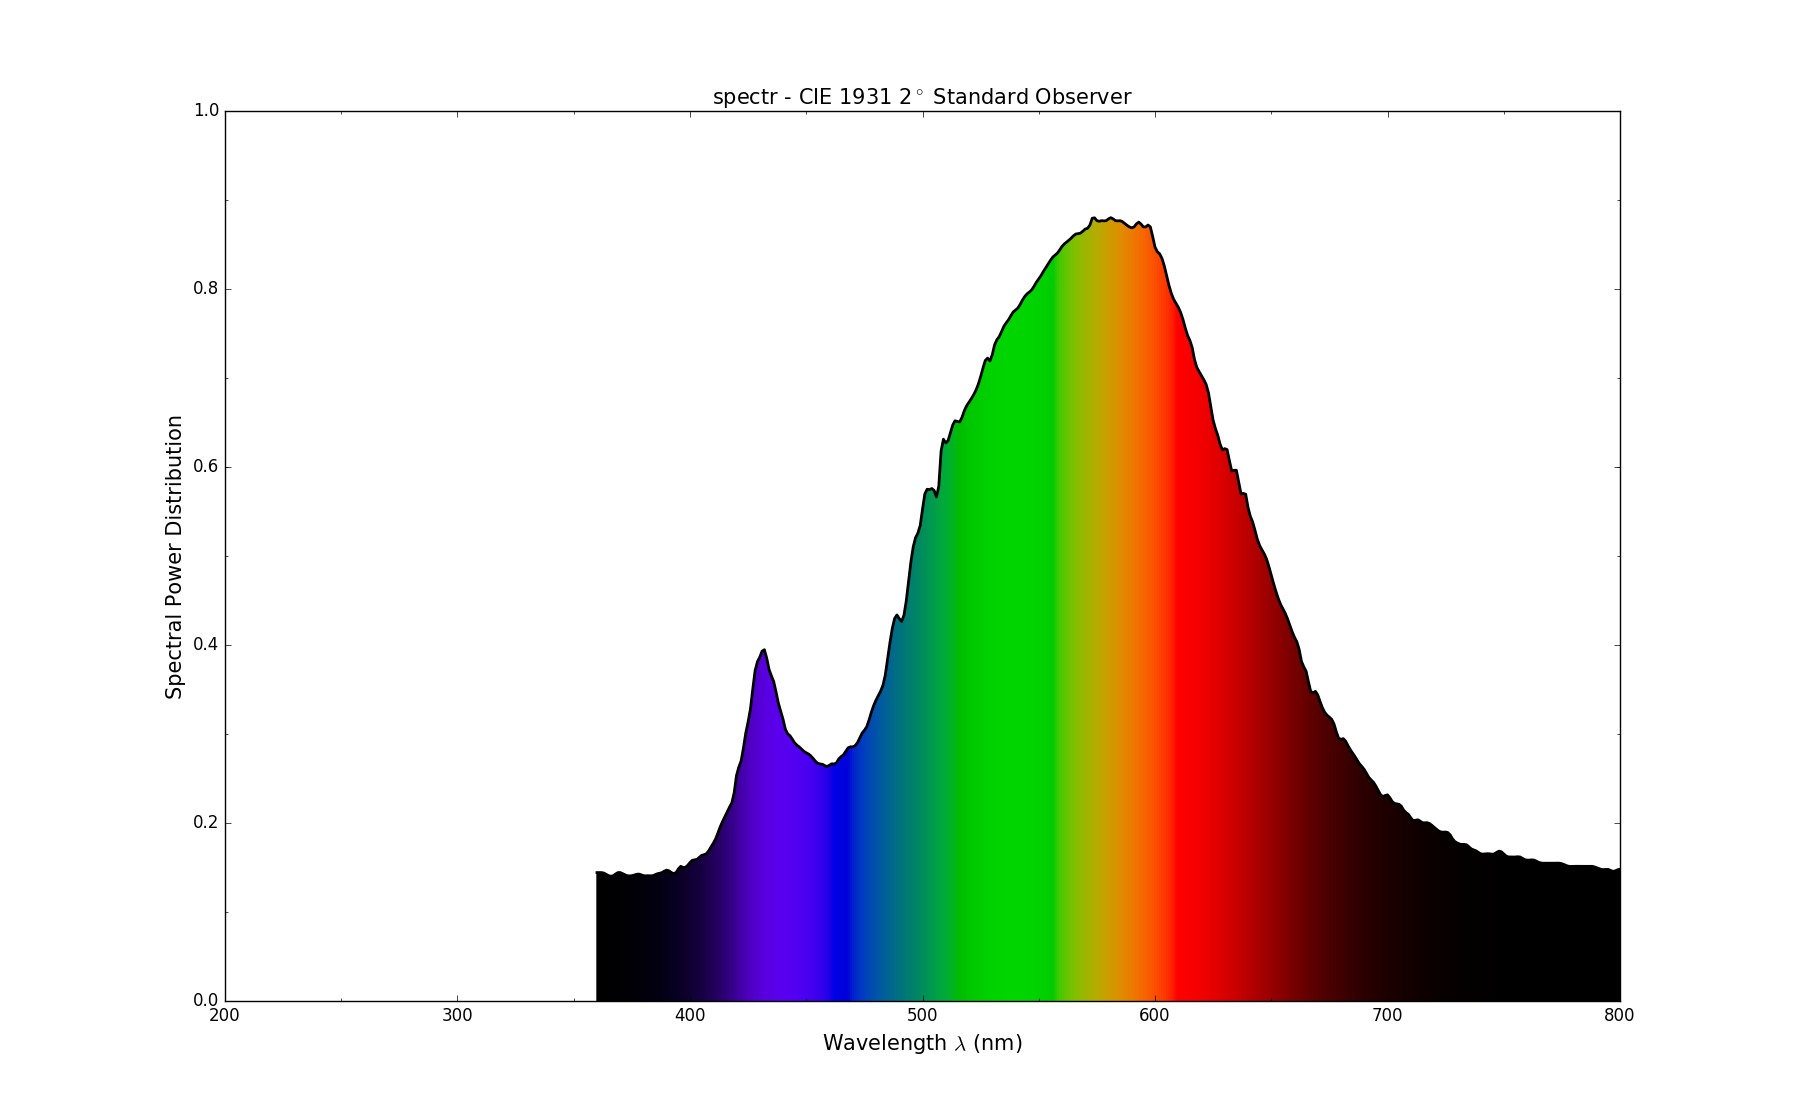 spectr - CIE 1931 2° Standard Observer
1.0
0.8
0.6
0.4
0.2
0.0
Spectral Power Distribution
200 300 400 500 600 700 800
Wavelength λ (nm)